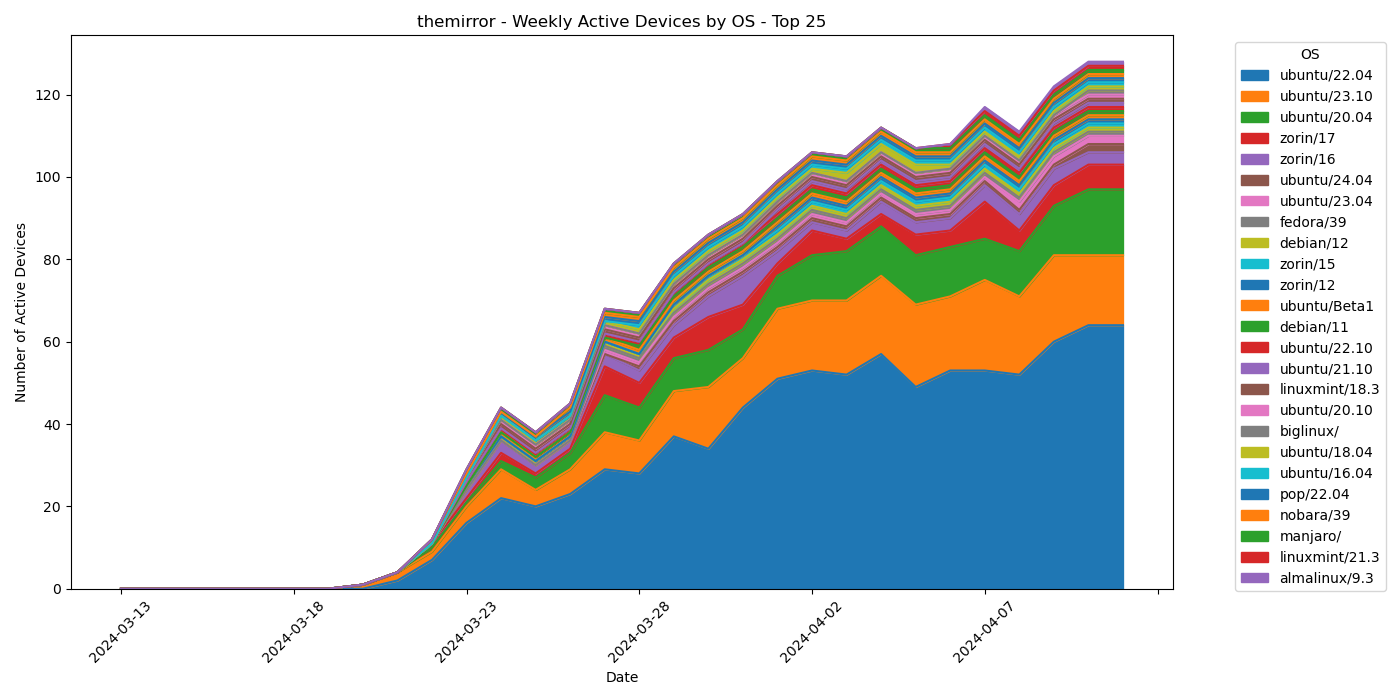 themirror - Weekly Active Devices by OS - Top 25
Number of Active Devices
120
100
80
60
40
20
0
2024-03-13
2024-03-18
2024-03-23
2024-03-28
2024-04-02
2024-04-07
Date
OS
ubuntu/22.04
ubuntu/23.10
ubuntu/20.04
zorin/17
zorin/16
ubuntu/24.04
ubuntu/23.04
fedora/39
debian/12
zorin/15
zorin/12
ubuntu/Beta1
debian/11
ubuntu/22.10
ubuntu/21.10
linuxmint/18.3
ubuntu/20.10
biglinux/
ubuntu/18.04
ubuntu/16.04
pop/22.04
nobara/39
manjaro/
linuxmint/21.3
almalinux/9.3